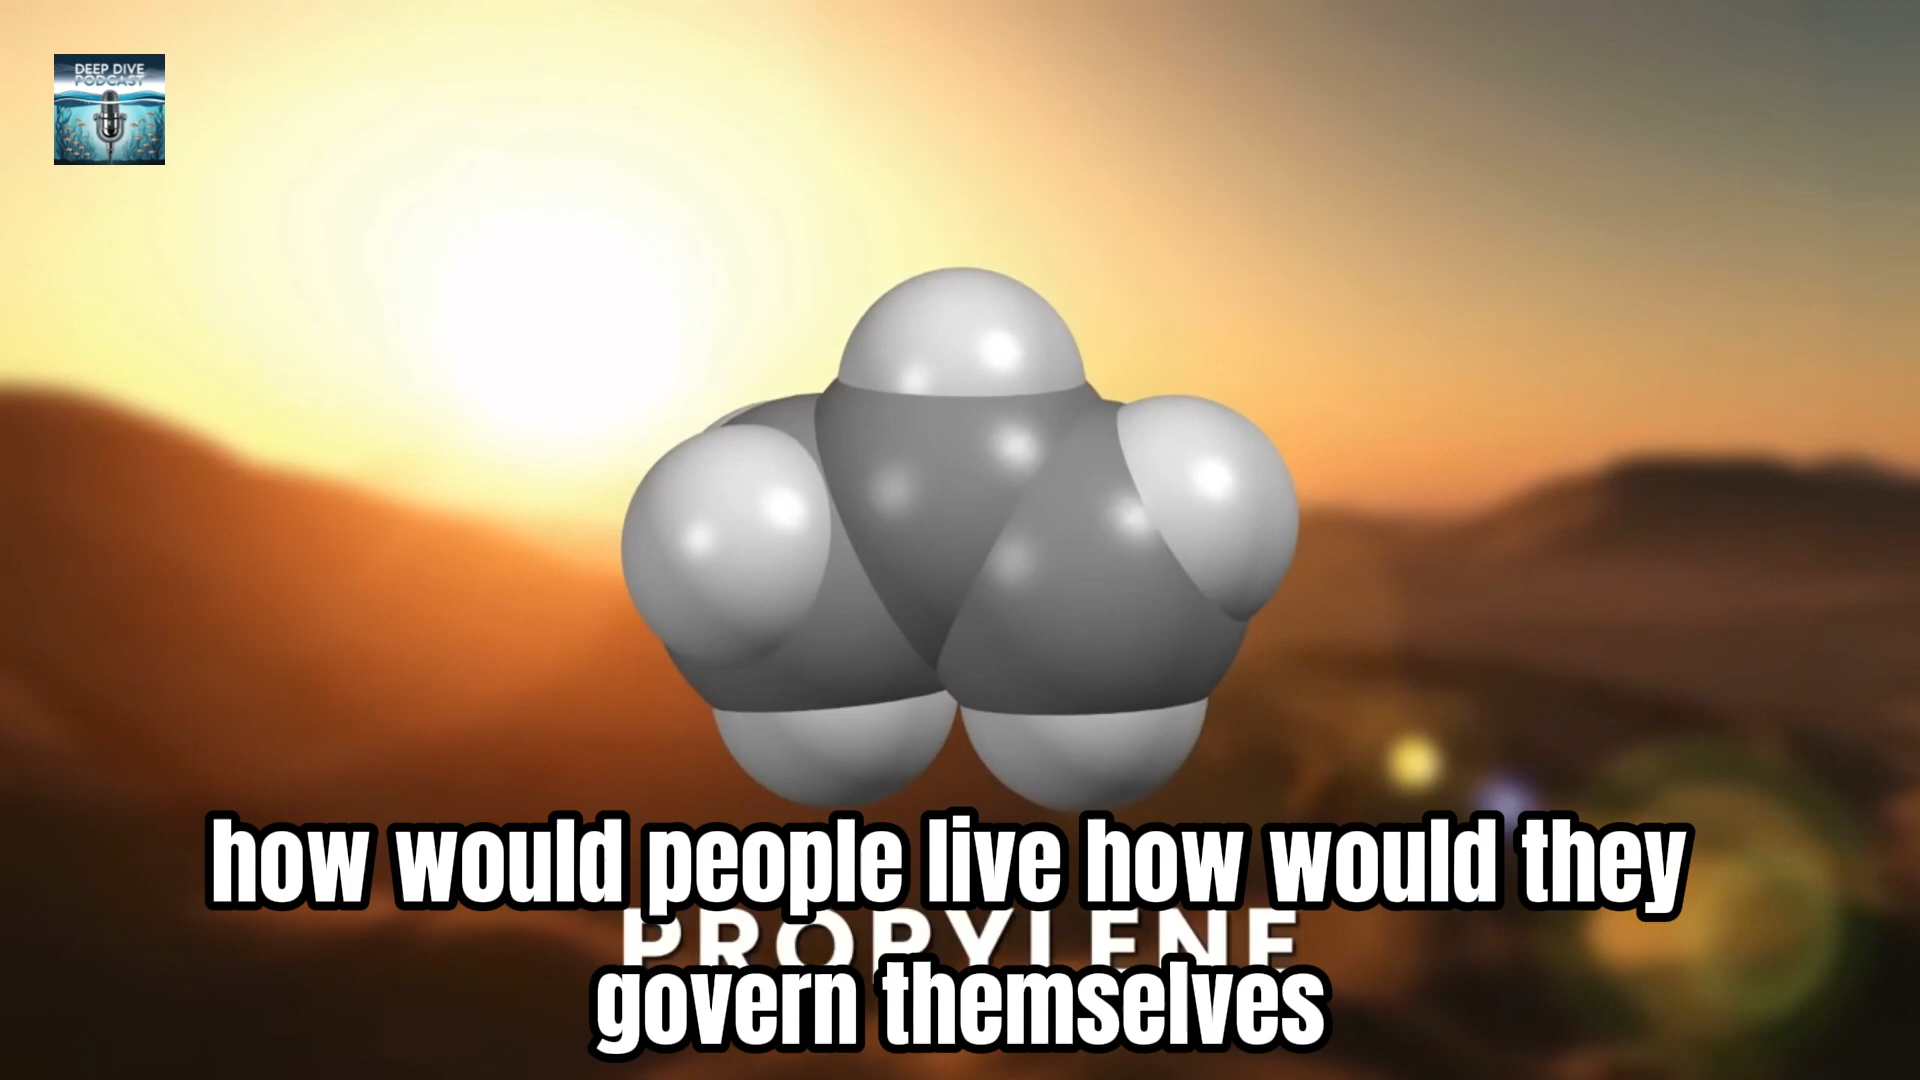 DEEP DIVE
PODCAST
how would people live how would they
PROPYLENE
govern themselves